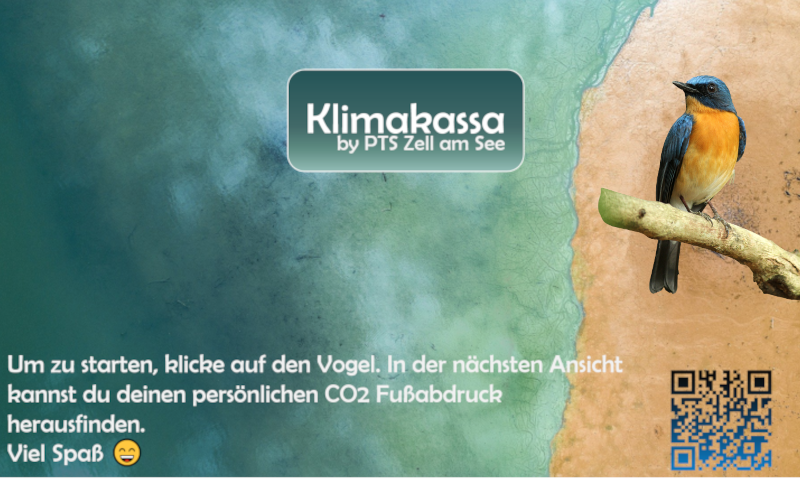 Klimakassa
by PTS Zell am See
Um zu starten, klicke auf den Vogel. In der nächsten Ansicht
kannst du deinen persönlichen CO2 Fußabdruck
herausfinden.
Viel Spaß 😄